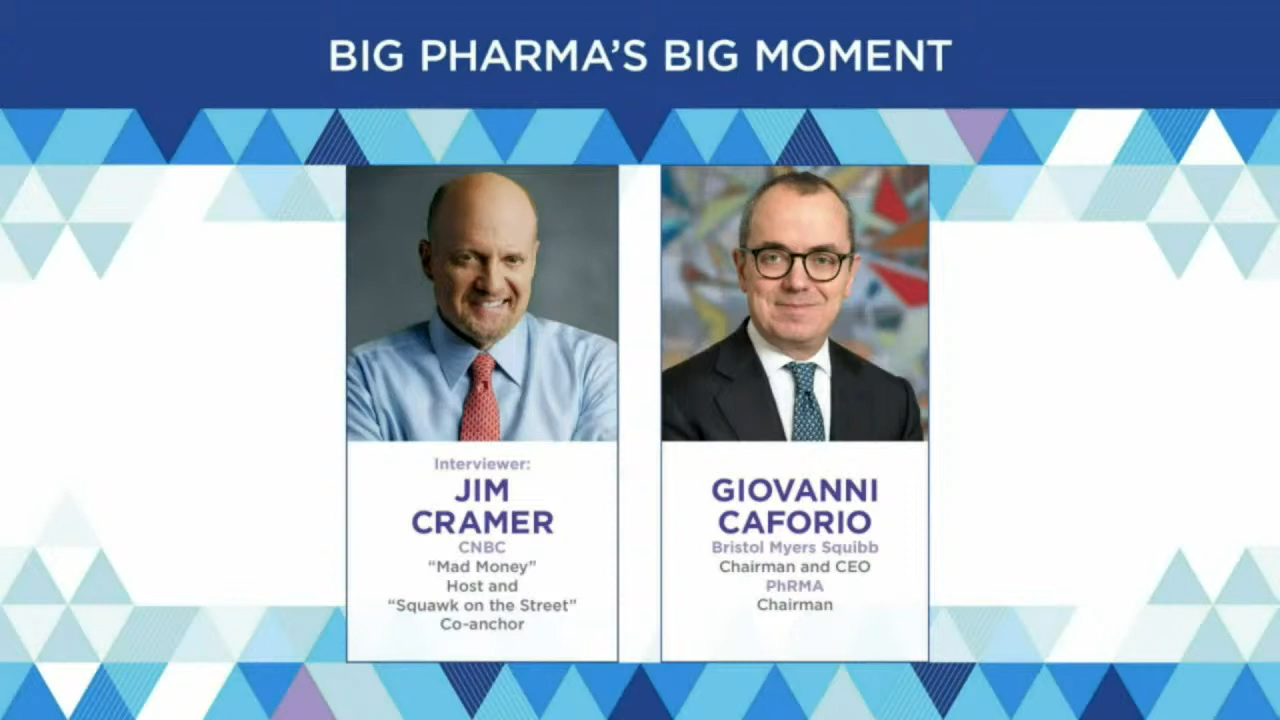 BIG PHARMA'S BIG MOMENT
Interviewer:
JIM
CRAMER
CNBC
“Mad Money”
Host and
“Squawk on the Street”
Co-anchor
GIOVANNI
CAFORIO
Bristol Myers Squibb
Chairman and CEO
PhRMA
Chairman